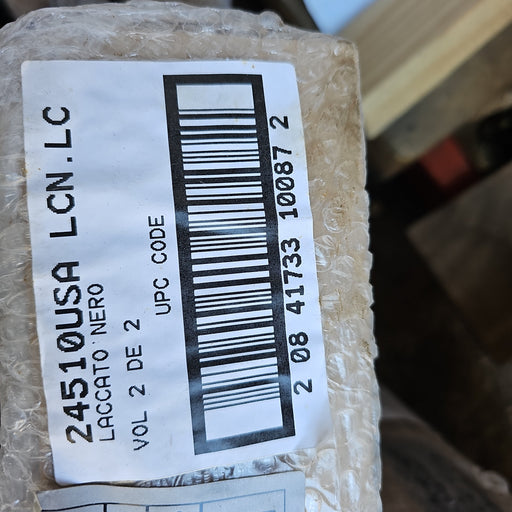 24510USA LCN.LC
LACCATO NERO
VOL 2 DE 2
UPC CODE
2 08 41733 10087 2